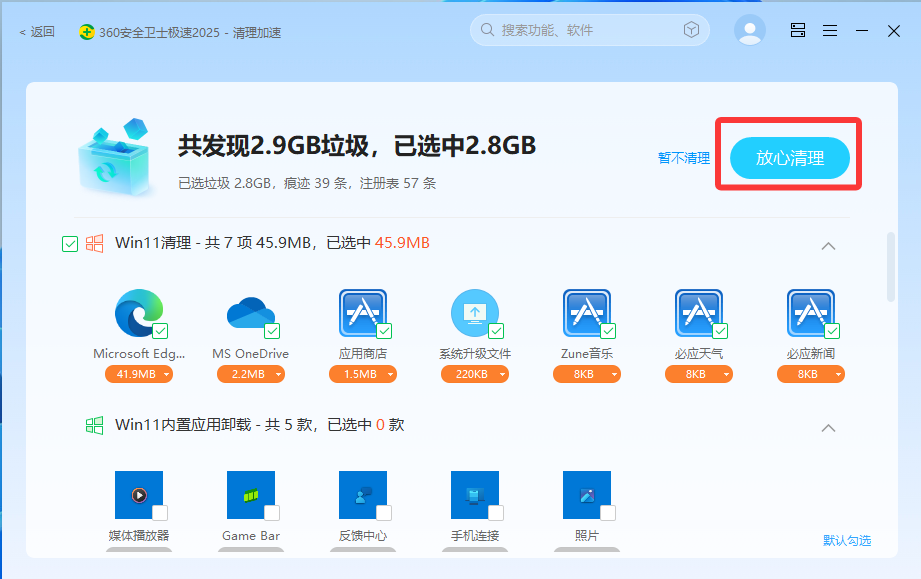 < 返回
360安全卫士极速2025 - 清理加速
搜索功能、软件
共发现2.9GB垃圾，已选中2.8GB
已选垃圾 2.8GB，痕迹 39 条，注册表 57 条
暂不清理
放心清理
Win11清理 - 共 7 项 45.9MB，已选中 45.9MB
Microsoft Edg...
MS OneDrive
应用商店
系统升级文件
Zune音乐
必应天气
必应新闻
41.9MB
2.2MB
1.5MB
220KB
8KB
8KB
8KB
Win11内置应用卸载 - 共 5 款，已选中 0 款
媒体播放器
Game Bar
反馈中心
手机连接
照片
默认勾选